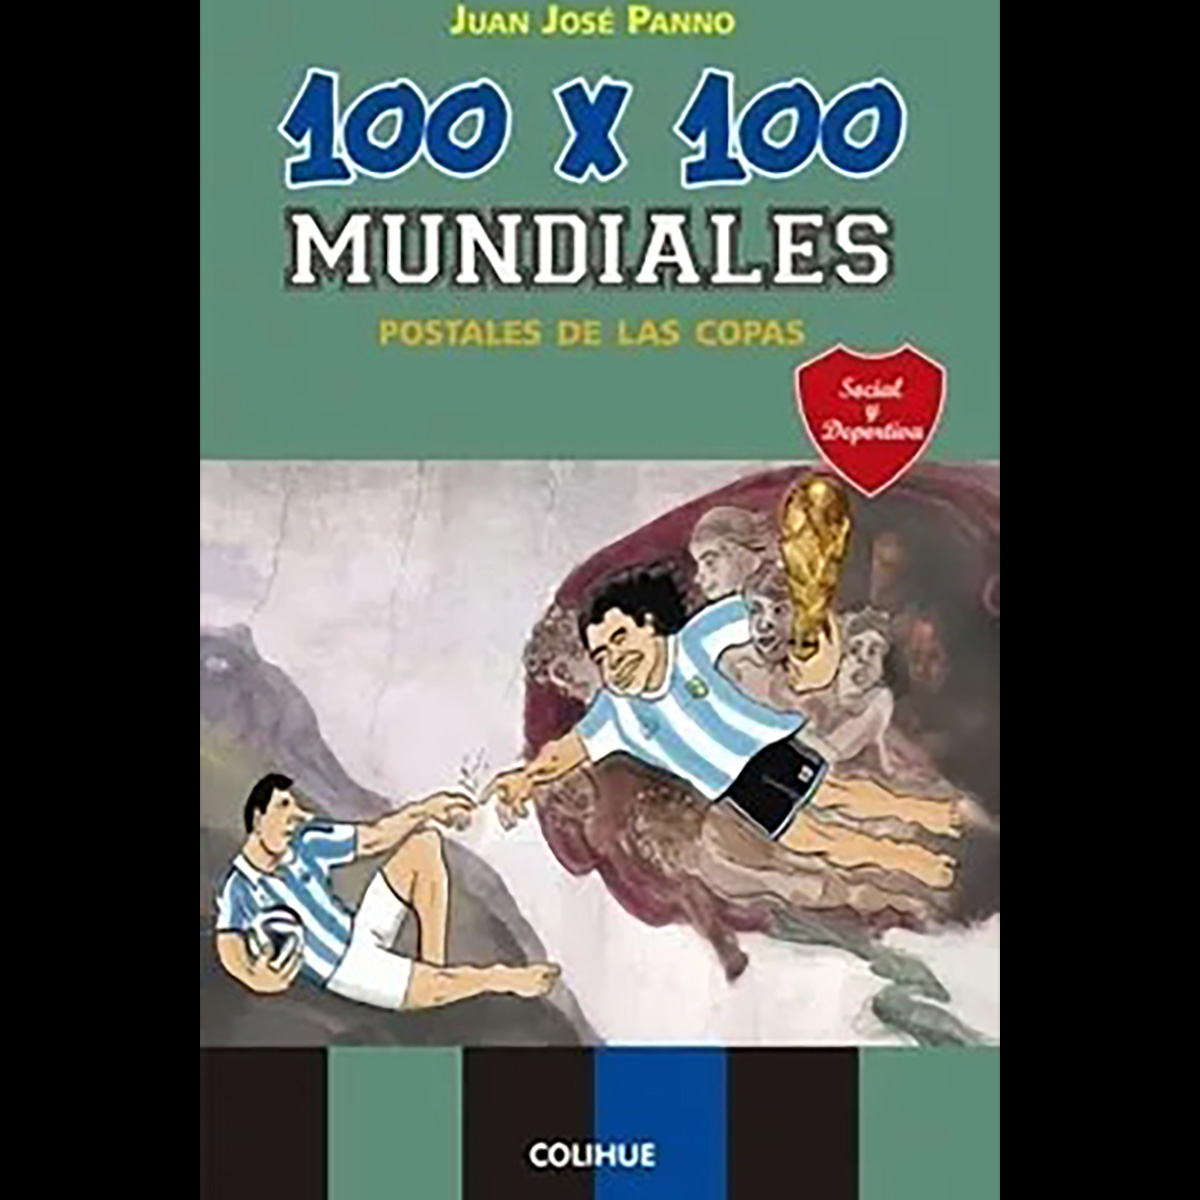 JUAN JOSÉ PANNO
100 X 100
MUNDIALES
POSTALES DE LAS COPAS
Social
y
Deportiva
COLIHUE